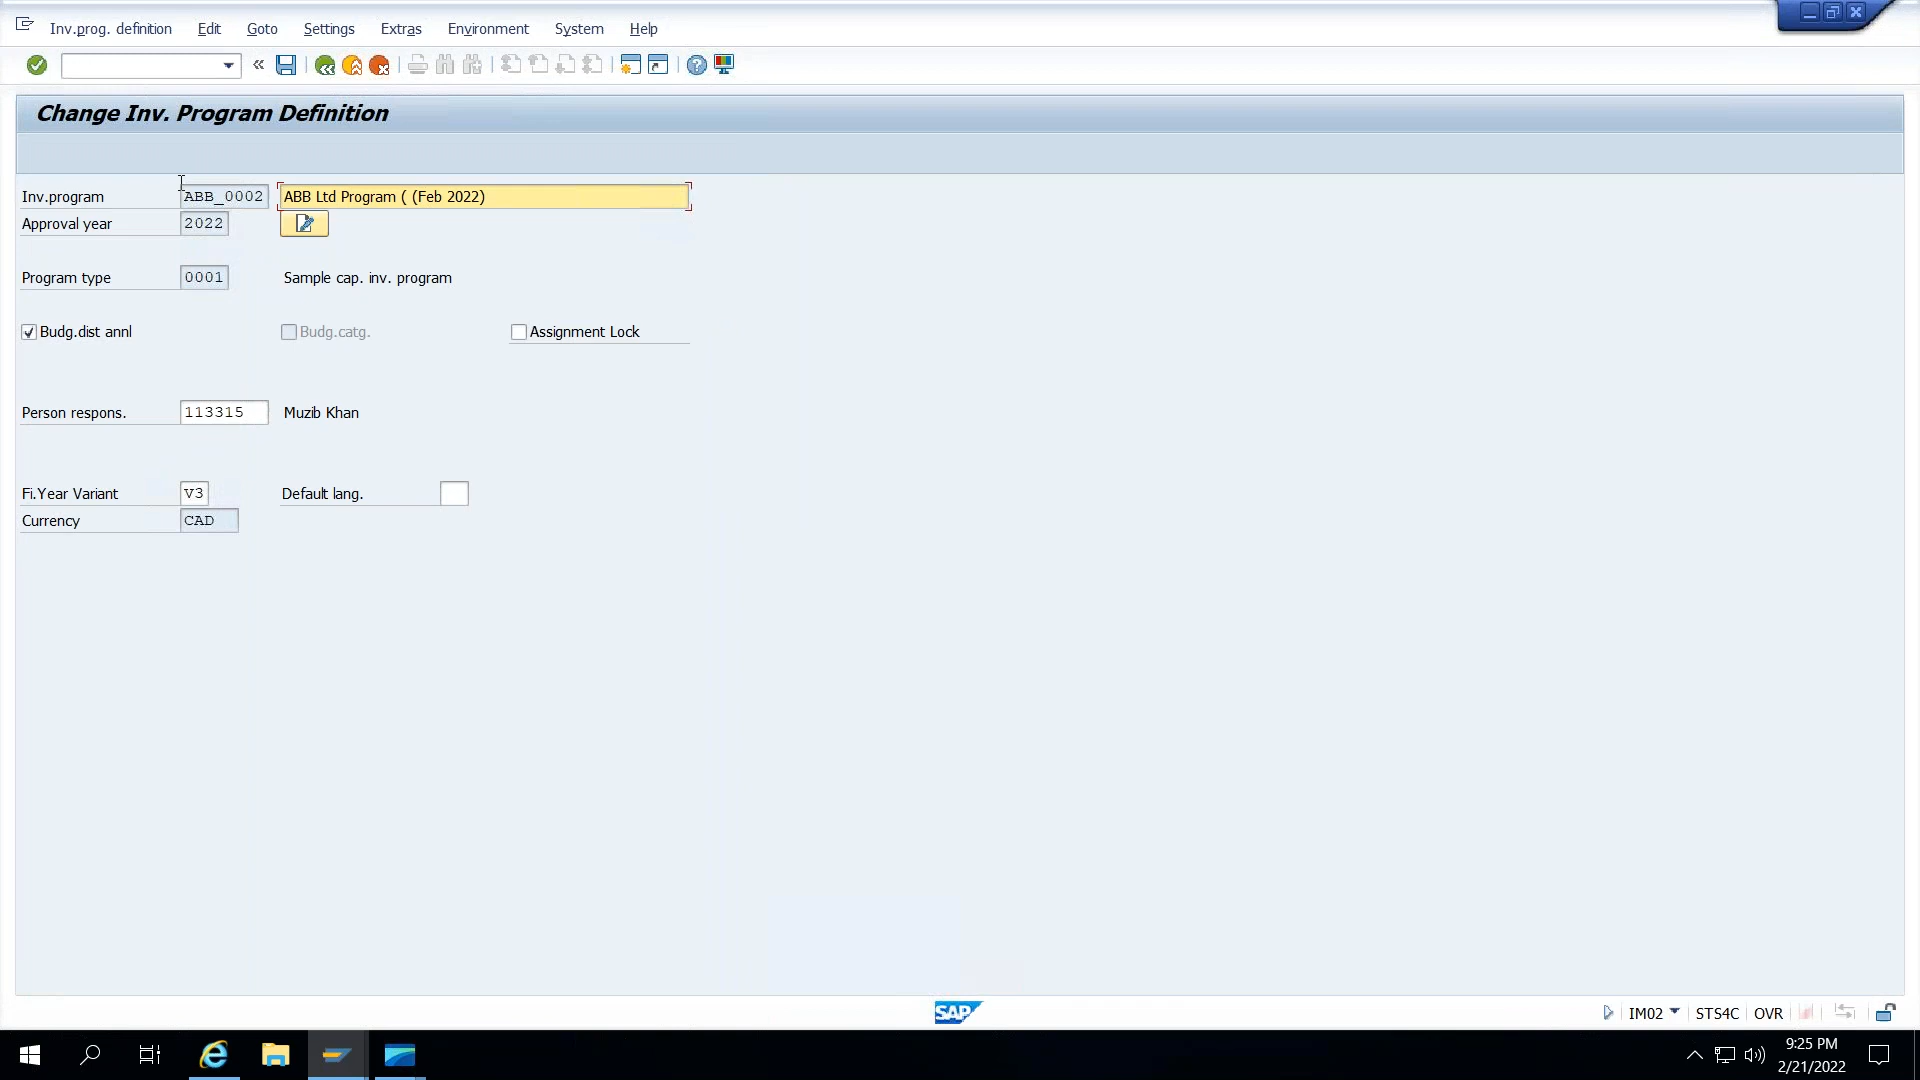 Inv.prog. definition Edit Goto Settings Extras Environment System Help
Change Inv. Program Definition
Inv.program ABB_0002 ABB Ltd Program ( (Feb 2022)
Approval year 2022
Program type 0001 Sample cap. inv. program
Budg.dist annl Budg.catg. Assignment Lock
Person respons. 113315 Muzib Khan
Fi.Year Variant V3 Default lang.
Currency CAD
SAP
IM02 STS4C OVR
9:25 PM
2/21/2022